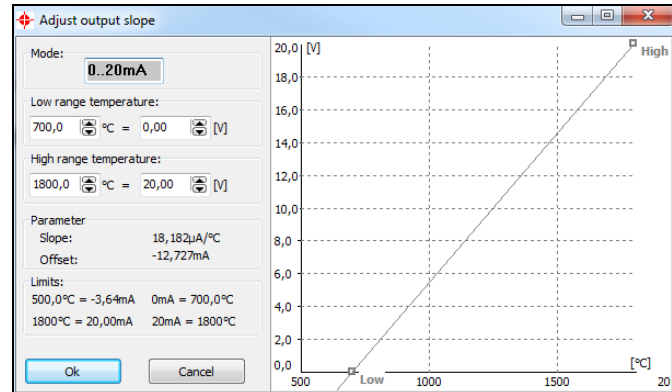 Adjust output slope
Mode:
0..20mA
Low range temperature:
700,0 °C = 0,00 [V]
High range temperature:
1800,0 °C = 20,00 [V]
Parameter
Slope: 18,182µA/°C
Offset: -12,727mA
Limits:
500,0°C = -3,64mA 0mA = 700,0°C
1800°C = 20,00mA 20mA = 1800°C
Ok Cancel
20,0 [V] High
18,0
16,0
14,0
12,0
10,0
8,0
6,0
4,0
2,0
0,0 Low [°C]
500 1000 1500 20